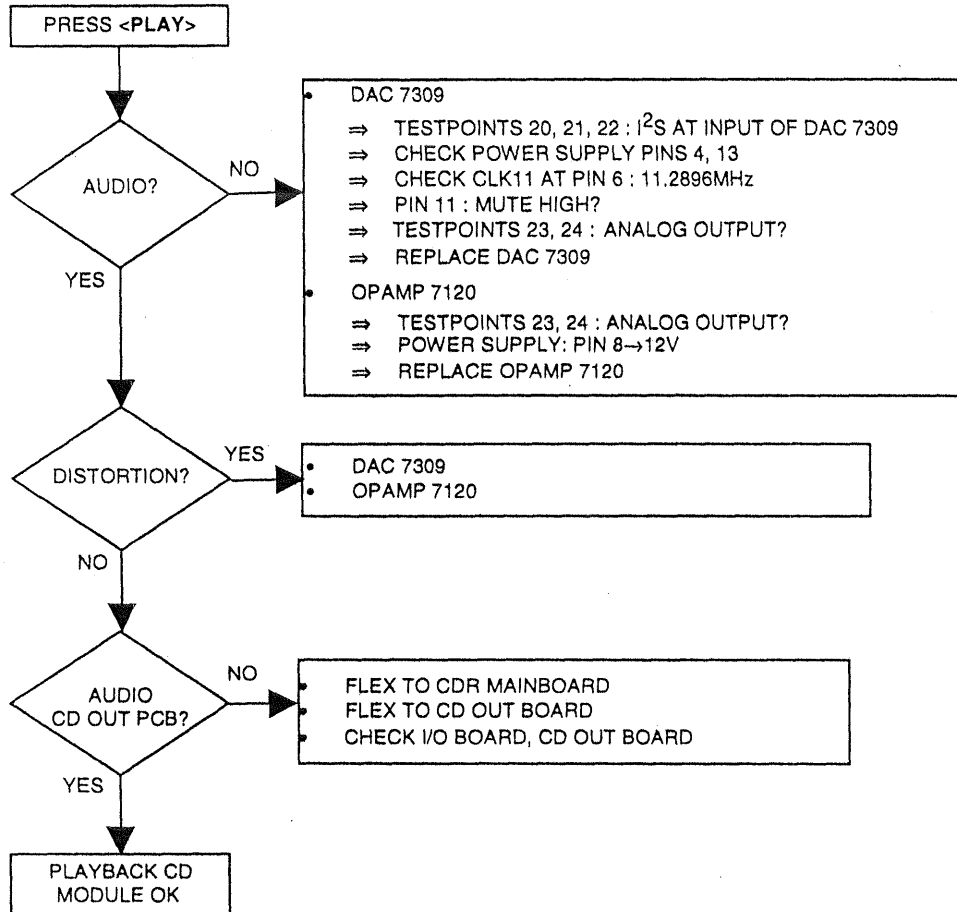 PRESS <PLAY>
AUDIO?
NO
YES
• DAC 7309
⇒ TESTPOINTS 20, 21, 22 : I²S AT INPUT OF DAC 7309
⇒ CHECK POWER SUPPLY PINS 4, 13
⇒ CHECK CLK11 AT PIN 6 : 11.2896MHz
⇒ PIN 11 : MUTE HIGH?
⇒ TESTPOINTS 23, 24 : ANALOG OUTPUT?
⇒ REPLACE DAC 7309
• OPAMP 7120
⇒ TESTPOINTS 23, 24 : ANALOG OUTPUT?
⇒ POWER SUPPLY: PIN 8→12V
⇒ REPLACE OPAMP 7120
DISTORTION?
YES
NO
• DAC 7309
• OPAMP 7120
AUDIO
CD OUT PCB?
NO
YES
• FLEX TO CDR MAINBOARD
• FLEX TO CD OUT BOARD
• CHECK I/O BOARD, CD OUT BOARD
PLAYBACK CD
MODULE OK